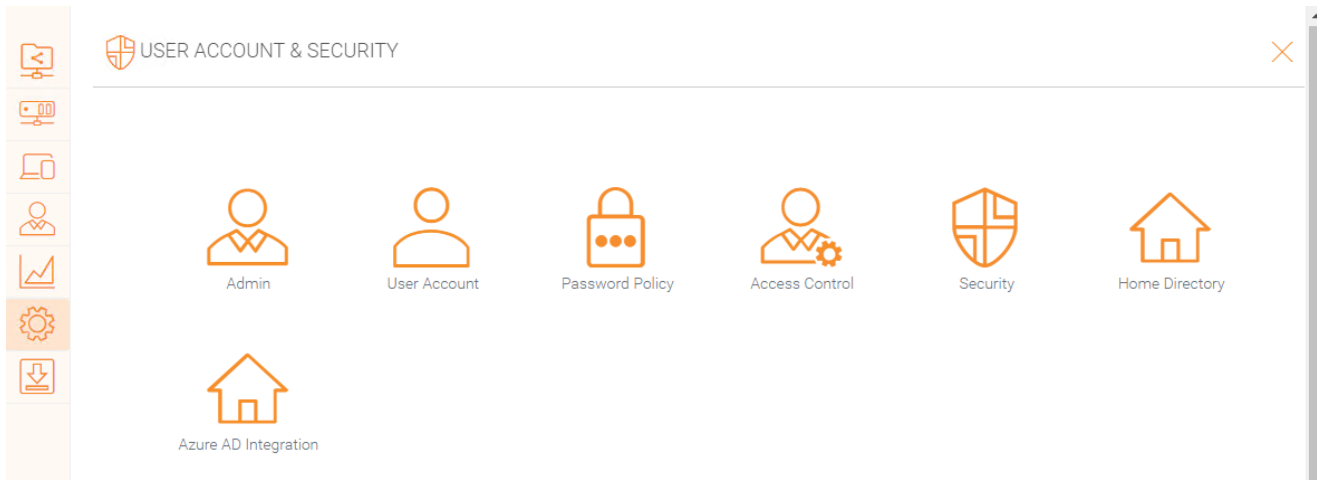 USER ACCOUNT & SECURITY
Admin
User Account
Password Policy
Access Control
Security
Home Directory
Azure AD Integration